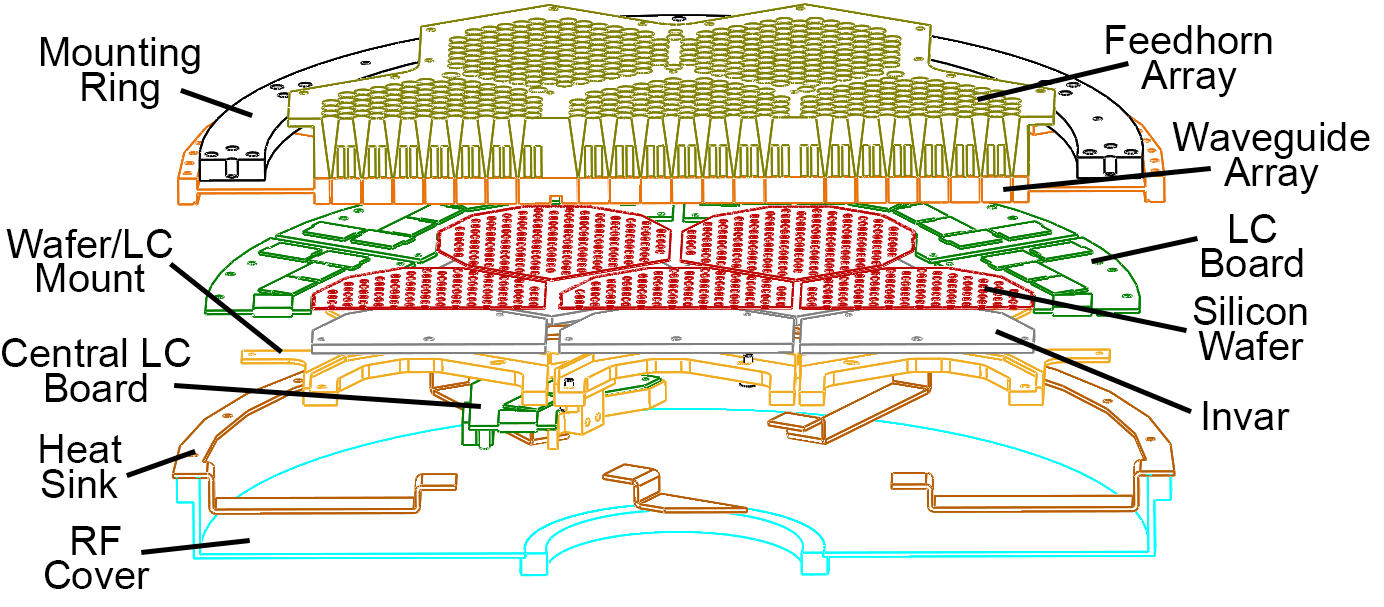 Mounting
Ring
Feedhorn
Array
Waveguide
Array
Wafer/LC
Mount
LC
Board
Silicon
Wafer
Central LC
Board
Invar
Heat
Sink
RF
Cover